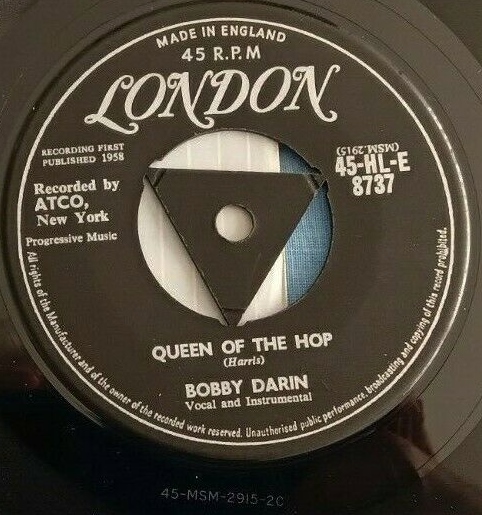 MADE IN ENGLAND
45 R.P.M
LONDON
RECORDING FIRST
PUBLISHED 1958
Recorded by
ATCO,
New York
Progressive Music
(MSM.2915)
45-HL-E
8737
QUEEN OF THE HOP
(Harris)
BOBBY DARIN
Vocal and Instrumental
All rights of the Manufacturer and of the owner of the recorded work reserved. Unauthorised public performance, broadcasting and copying of this record prohibited.
45-MSM-2915-2C